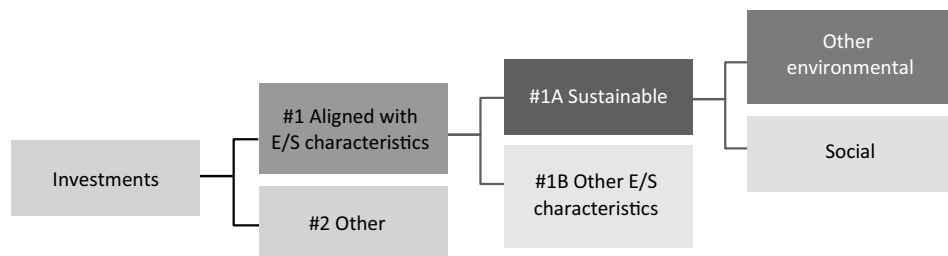 Investments
#1 Aligned with
E/S characteristics
#2 Other
#1A Sustainable
#1B Other E/S
characteristics
Other
environmental
Social